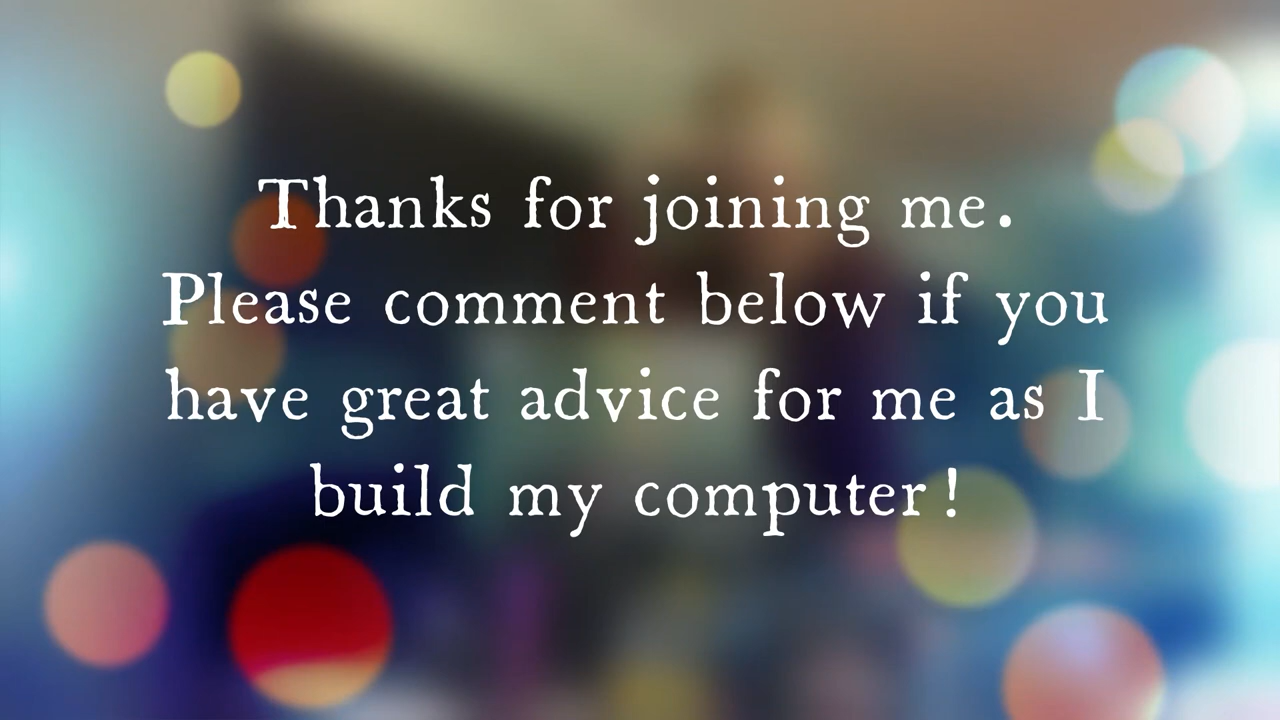 Thanks for joining me.
Please comment below if you
have great advice for me as I
build my computer!